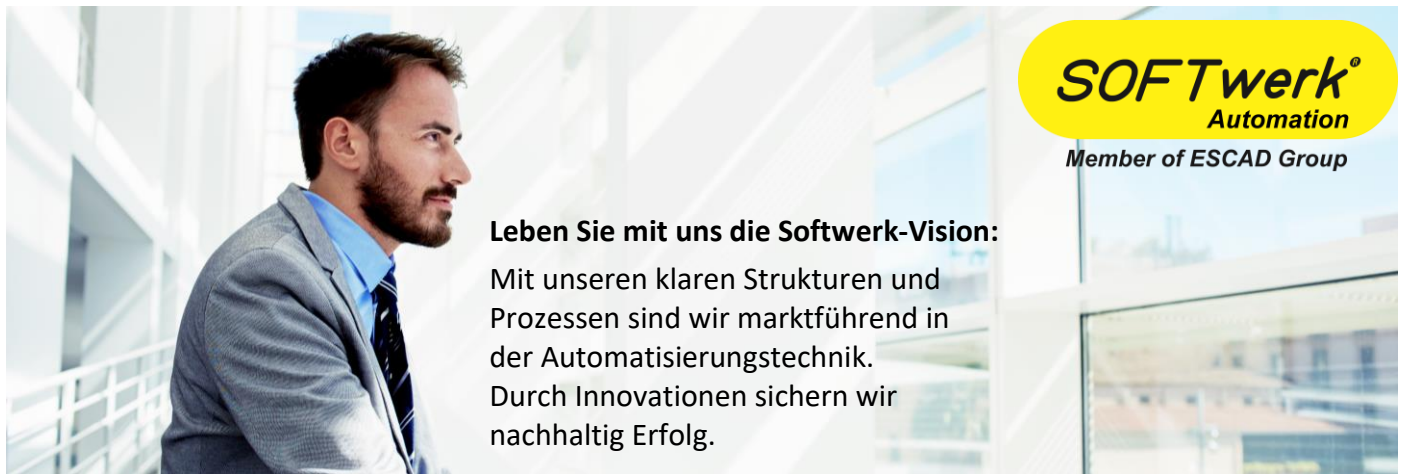 SOFTwerk®
Automation
Member of ESCAD Group
Leben Sie mit uns die Softwerk-Vision:
Mit unseren klaren Strukturen und
Prozessen sind wir marktführend in
der Automatisierungstechnik.
Durch Innovationen sichern wir
nachhaltig Erfolg.